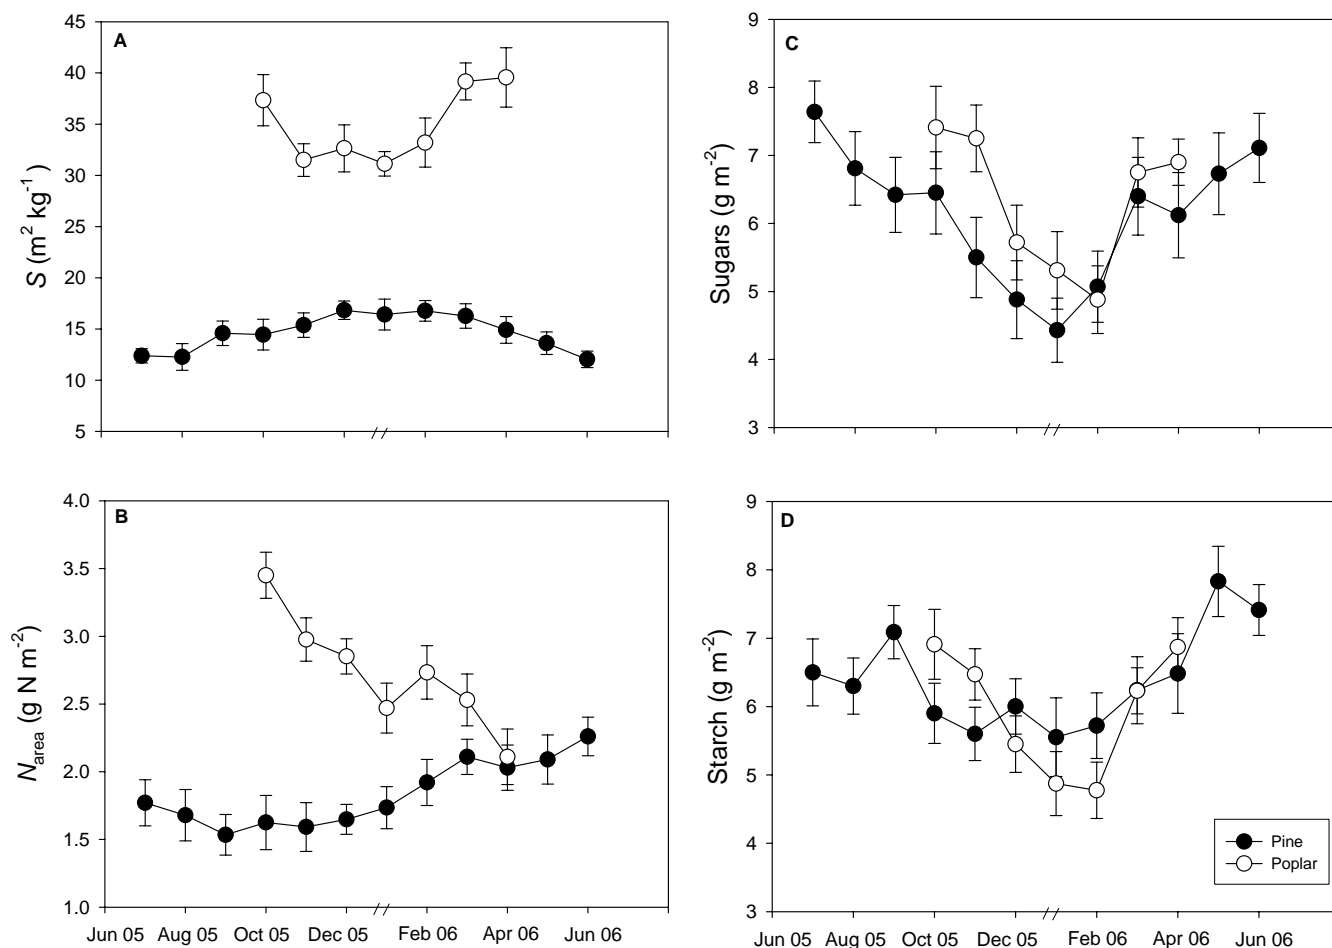 A
S (m² kg⁻¹)
45
40
35
30
25
20
15
10
5
B
N area (g N m⁻²)
4.0
3.5
3.0
2.5
2.0
1.5
1.0
Jun 05 Aug 05 Oct 05 Dec 05 Feb 06 Apr 06 Jun 06
C
Sugars (g m⁻²)
9
8
7
6
5
4
3
D
Starch (g m⁻²)
9
8
7
6
5
4
3
Pine
Poplar
Jun 05 Aug 05 Oct 05 Dec 05 Feb 06 Apr 06 Jun 06